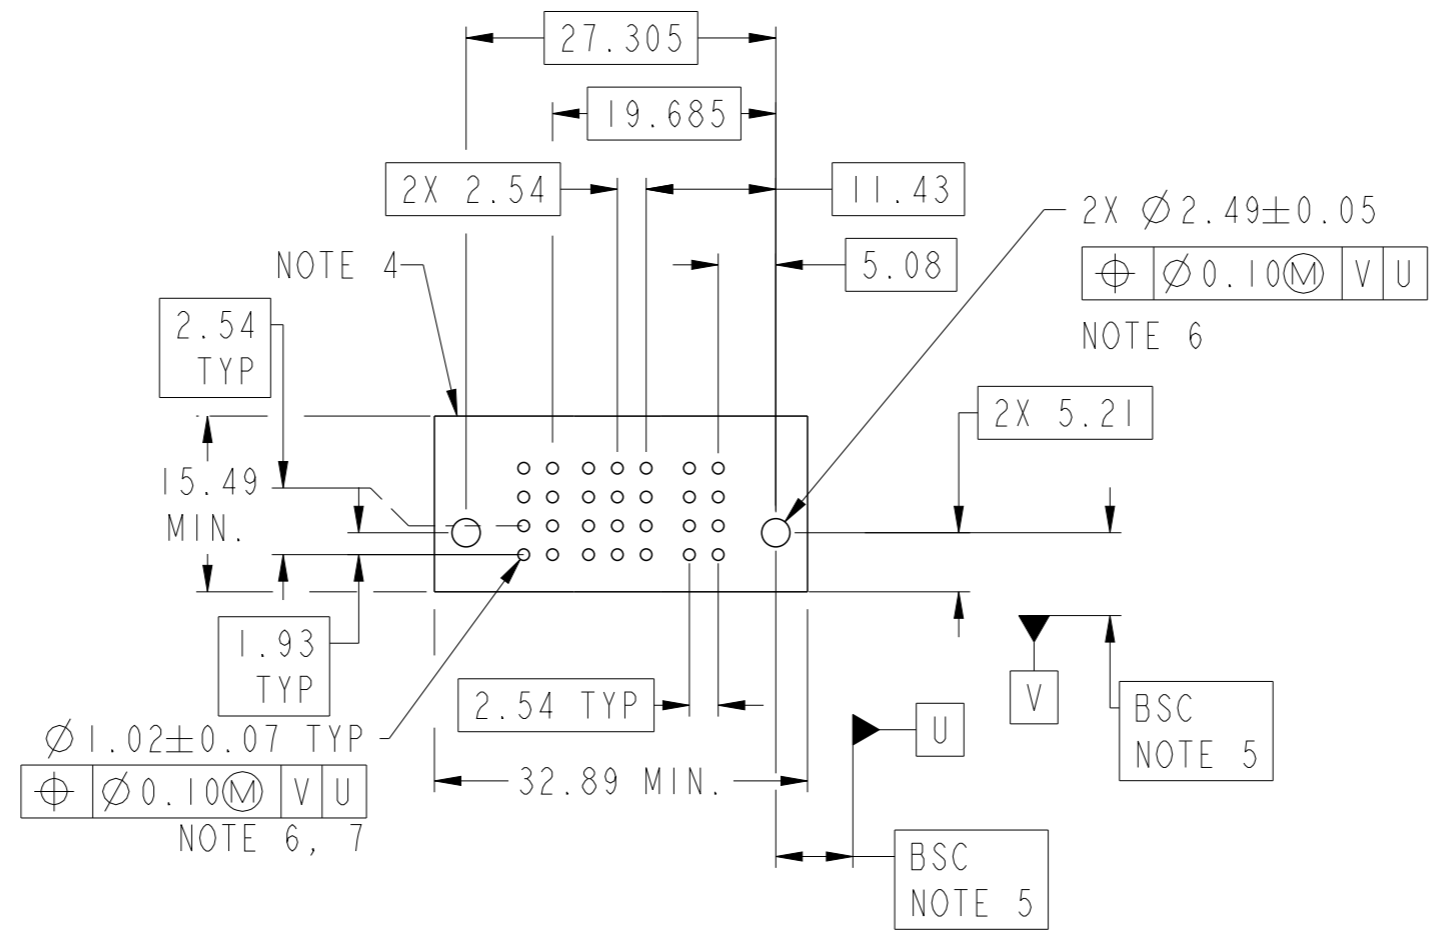 27.305
19.685
2X 2.54
11.43
2X ⌀2.49±0.05
5.08
NOTE 4
⌖ ⌀0.10Ⓜ V U
2.54
TYP
NOTE 6
2X 5.21
15.49
MIN.
1.93
TYP
2.54 TYP
V
BSC
NOTE 5
U
⌀1.02±0.07 TYP
⌖ ⌀0.10Ⓜ V U
32.89 MIN.
NOTE 6, 7
BSC
NOTE 5